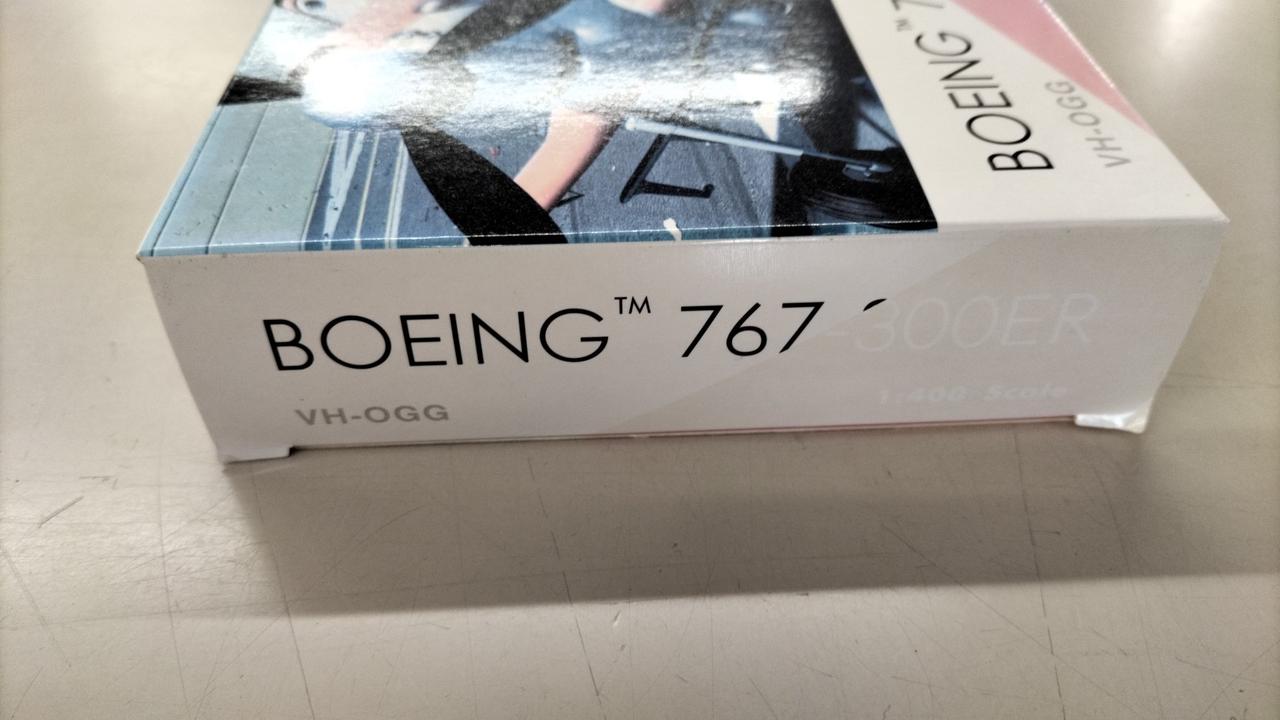 BOEING™ 7
VH-OGG
BOEING™ 767 -300ER
VH-OGG
1:400 Scale